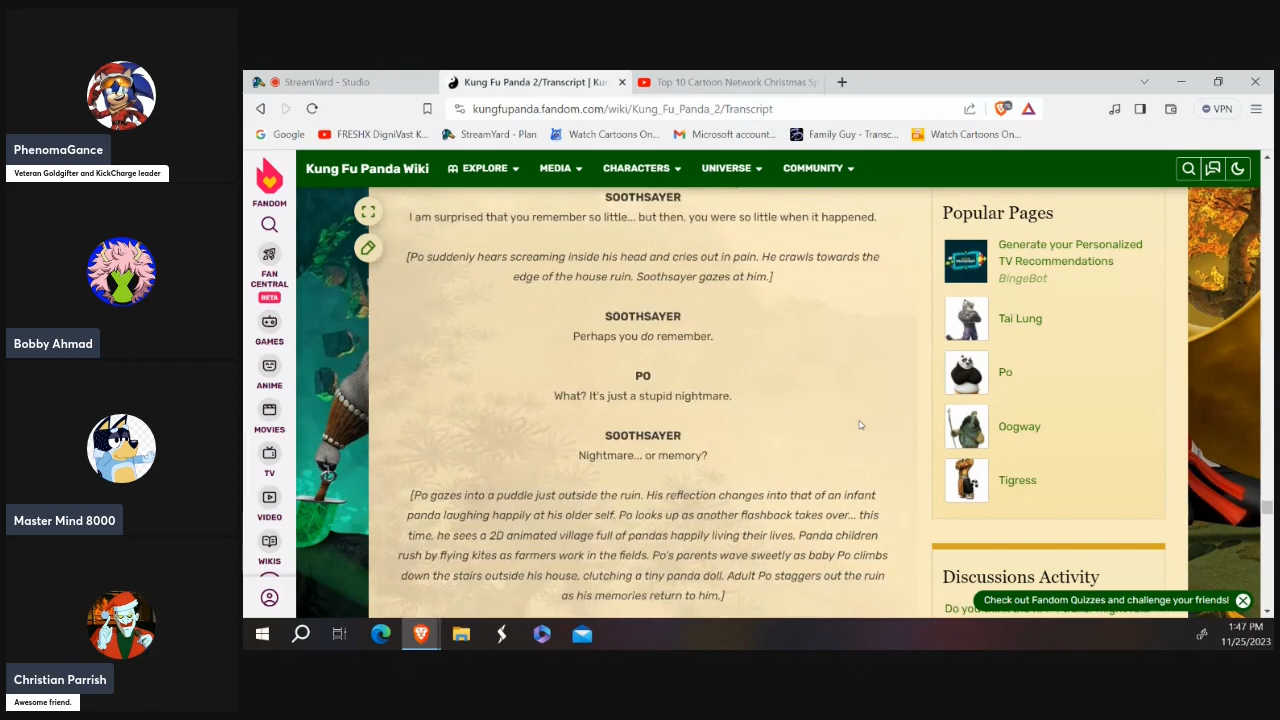 PhenomaGance
Veteran Goldgifter and KickCharge leader
Bobby Ahmad
Master Mind 8000
Christian Parrish
Awesome friend.
StreamYard - Studio
Kung Fu Panda 2/Transcript | Kun
Top 10 Cartoon Network Christmas Sp
kungfupanda.fandom.com/wiki/Kung_Fu_Panda_2/Transcript
VPN
Google
FRESHX DigniVast K...
StreamYard - Plan
Watch Cartoons On...
Microsoft account...
Family Guy - Transc...
Watch Cartoons On...
FANDOM
FAN
CENTRAL
BETA
GAMES
ANIME
MOVIES
TV
VIDEO
WIKIS
Kung Fu Panda Wiki
EXPLORE
MEDIA
CHARACTERS
UNIVERSE
COMMUNITY
SOOTHSAYER
I am surprised that you remember so little... but then, you were so little when it happened.
[Po suddenly hears screaming inside his head and cries out in pain. He crawls towards the
edge of the house ruin. Soothsayer gazes at him.]
SOOTHSAYER
Perhaps you do remember.
PO
What? It's just a stupid nightmare.
SOOTHSAYER
Nightmare... or memory?
[Po gazes into a puddle just outside the ruin. His reflection changes into that of an infant
panda laughing happily at his older self. Po looks up as another flashback takes over... this
time, he sees a 2D animated village full of pandas happily living their lives. Panda children
rush by flying kites as farmers work in the fields. Po's parents wave sweetly as baby Po climbs
down the stairs outside his house, clutching a tiny panda doll. Adult Po staggers out the ruin
as his memories return to him.]
Popular Pages
Generate your Personalized
TV Recommendations
BingeBot
Tai Lung
Po
Oogway
Tigress
Discussions Activity
Check out Fandom Quizzes and challenge your friends!
1:47 PM
11/25/2023